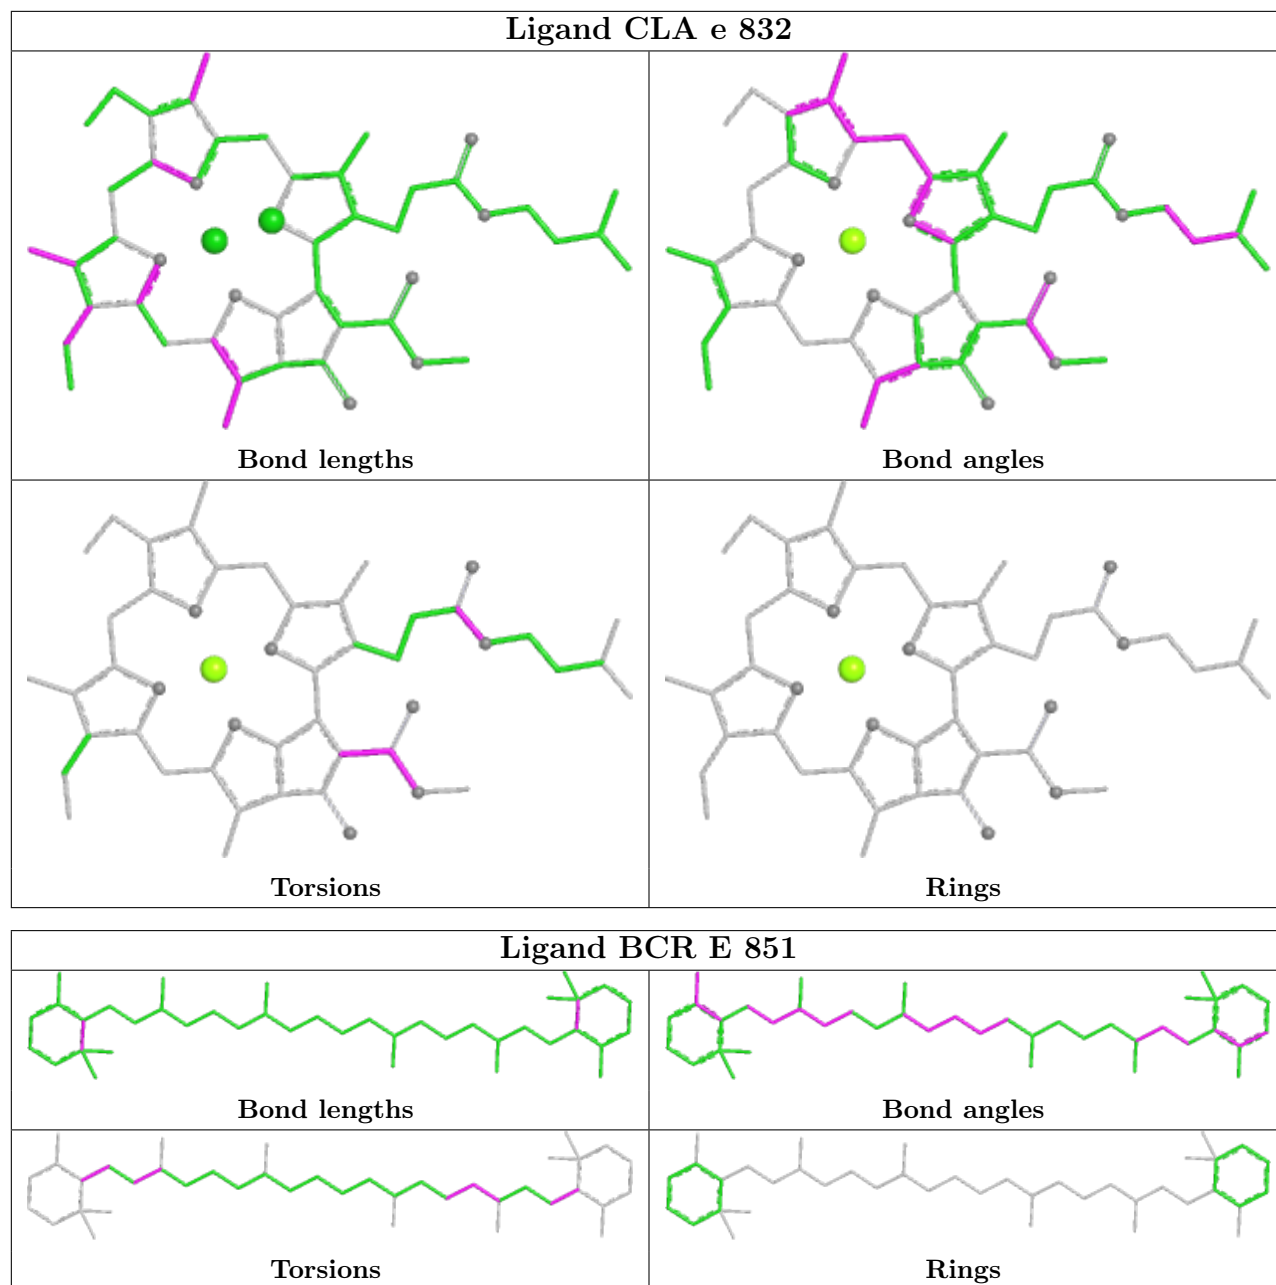 Ligand CLA e 832
Bond lengths
Bond angles
Torsions
Rings
Ligand BCR E 851
Bond lengths
Bond angles
Torsions
Rings